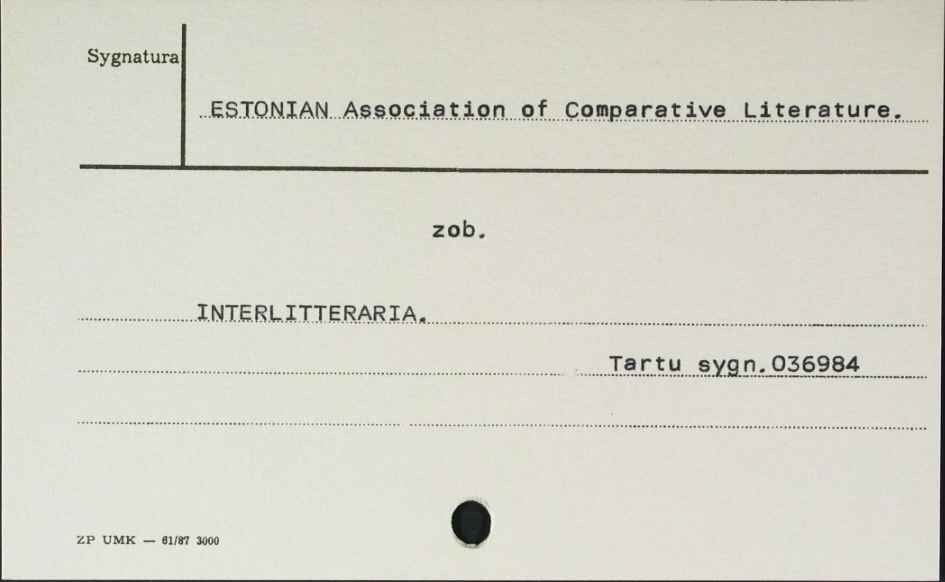 Sygnatura
ESTONIAN Association of Comparative Literature.
zob.
INTERLITTERARIA.
Tartu sygn.036984
ZP UMK — 61/87 3000